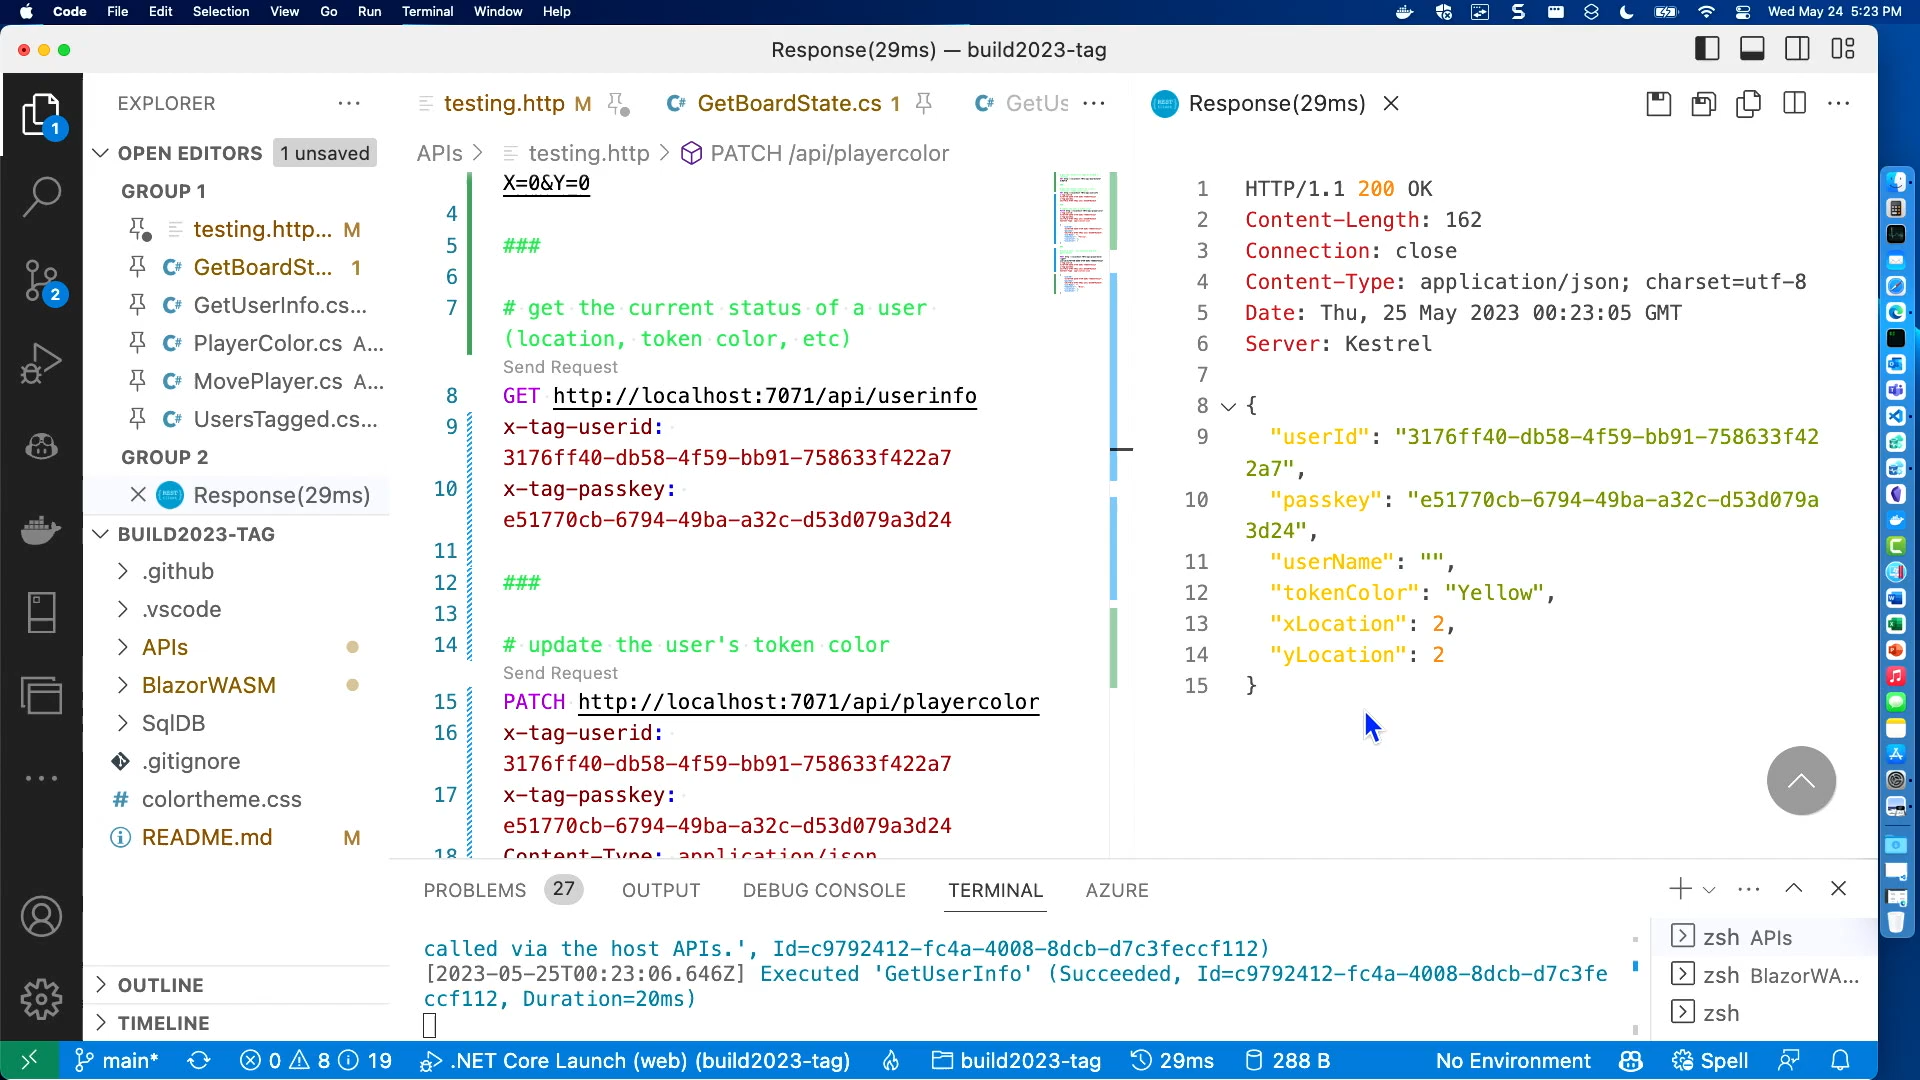 Code File Edit Selection View Go Run Terminal Window Help
Wed May 24 5:23 PM
Response(29ms) — build2023-tag
EXPLORER
OPEN EDITORS 1 unsaved
GROUP 1
testing.http... M
GetBoardSt... 1
GetUserInfo.cs...
PlayerColor.cs A...
MovePlayer.cs A...
UsersTagged.cs...
GROUP 2
Response(29ms)
BUILD2023-TAG
.github
.vscode
APIs
BlazorWASM
SqlDB
.gitignore
colortheme.css
README.md M
OUTLINE
TIMELINE
1
2
testing.http M
GetBoardState.cs 1
GetUs
APIs > testing.http > PATCH /api/playercolor
X=0&Y=0
4
5 ###
6
7 # get the current status of a user
(location, token color, etc)
Send Request
8 GET http://localhost:7071/api/userinfo
9 x-tag-userid:
3176ff40-db58-4f59-bb91-758633f422a7
10 x-tag-passkey:
e51770cb-6794-49ba-a32c-d53d079a3d24
11
12 ###
13
14 # update the user's token color
Send Request
15 PATCH http://localhost:7071/api/playercolor
16 x-tag-userid:
3176ff40-db58-4f59-bb91-758633f422a7
17 x-tag-passkey:
e51770cb-6794-49ba-a32c-d53d079a3d24
18 Content-Type: application/json
Response(29ms)
1 HTTP/1.1 200 OK
2 Content-Length: 162
3 Connection: close
4 Content-Type: application/json; charset=utf-8
5 Date: Thu, 25 May 2023 00:23:05 GMT
6 Server: Kestrel
7
8 {
9 "userId": "3176ff40-db58-4f59-bb91-758633f42
2a7",
10 "passkey": "e51770cb-6794-49ba-a32c-d53d079a
3d24",
11 "userName": "",
12 "tokenColor": "Yellow",
13 "xLocation": 2,
14 "yLocation": 2
15 }
PROBLEMS 27 OUTPUT DEBUG CONSOLE TERMINAL AZURE
called via the host APIs.', Id=c9792412-fc4a-4008-8dcb-d7c3feccf112)
[2023-05-25T00:23:06.646Z] Executed 'GetUserInfo' (Succeeded, Id=c9792412-fc4a-4008-8dcb-d7c3fe
ccf112, Duration=20ms)
zsh APIs
zsh BlazorWA...
zsh
main* 0 8 19 .NET Core Launch (web) (build2023-tag) build2023-tag 29ms 288 B No Environment Spell